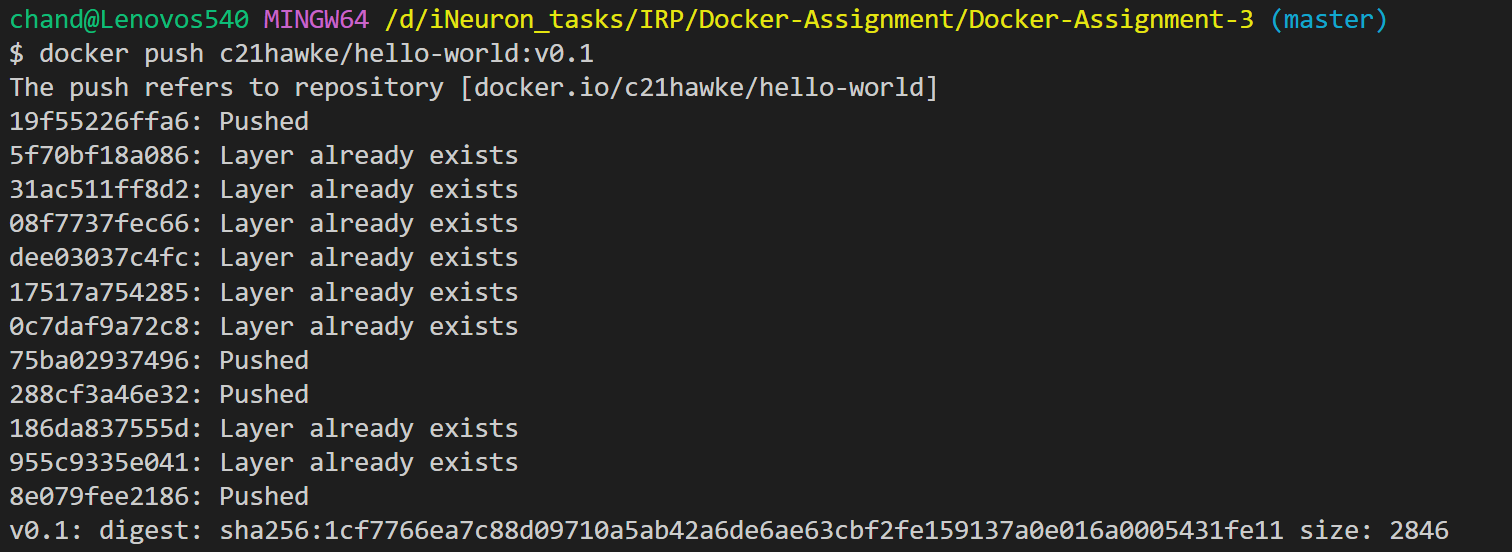 chand@Lenovos540 MINGW64 /d/iNeuron_tasks/IRP/Docker-Assignment/Docker-Assignment-3 (master)
$ docker push c21hawke/hello-world:v0.1
The push refers to repository [docker.io/c21hawke/hello-world]
19f55226ffa6: Pushed
5f70bf18a086: Layer already exists
31ac511ff8d2: Layer already exists
08f7737fec66: Layer already exists
dee03037c4fc: Layer already exists
17517a754285: Layer already exists
0c7daf9a72c8: Layer already exists
75ba02937496: Pushed
288cf3a46e32: Pushed
186da837555d: Layer already exists
955c9335e041: Layer already exists
8e079fee2186: Pushed
v0.1: digest: sha256:1cf7766ea7c88d09710a5ab42a6de6ae63cbf2fe159137a0e016a0005431fe11 size: 2846